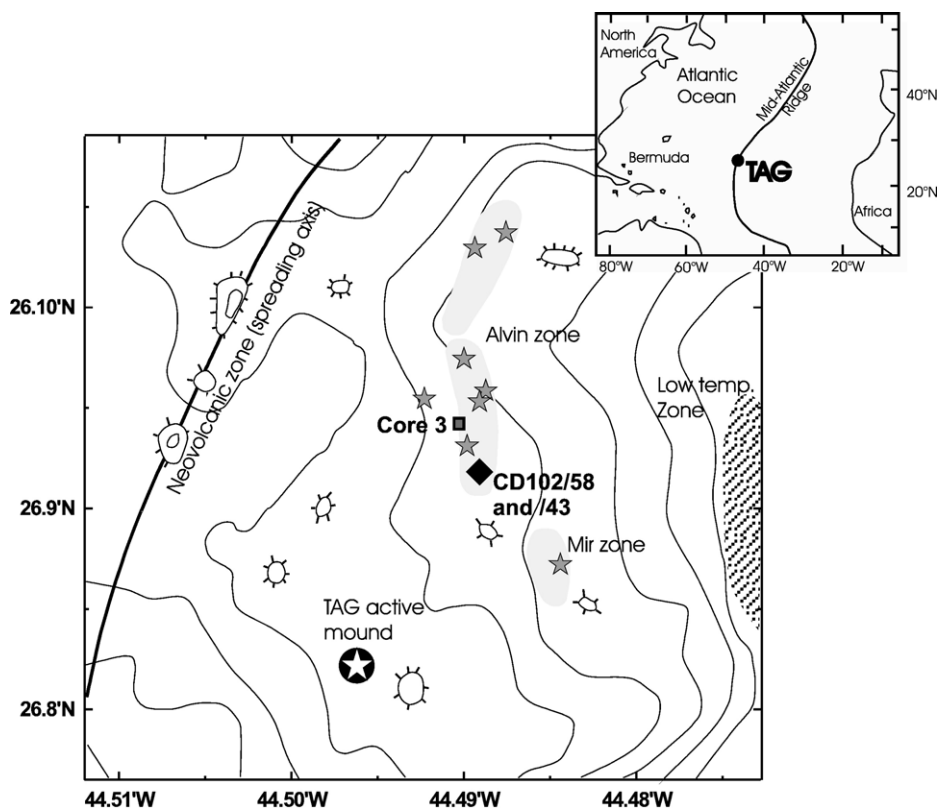 North
America
Atlantic
Ocean
Mid-Atlantic
Ridge
40°N
Bermuda
TAG
20°N
Africa
80°W
60°W
40°W
20°W
Neovolcanic zone (spreading axis)
26.10'N
Alvin zone
Low temp.
Zone
Core 3
CD102/58
and /43
26.9'N
Mir zone
TAG active
mound
26.8'N
44.51°W
44.50°W
44.49°W
44.48°W